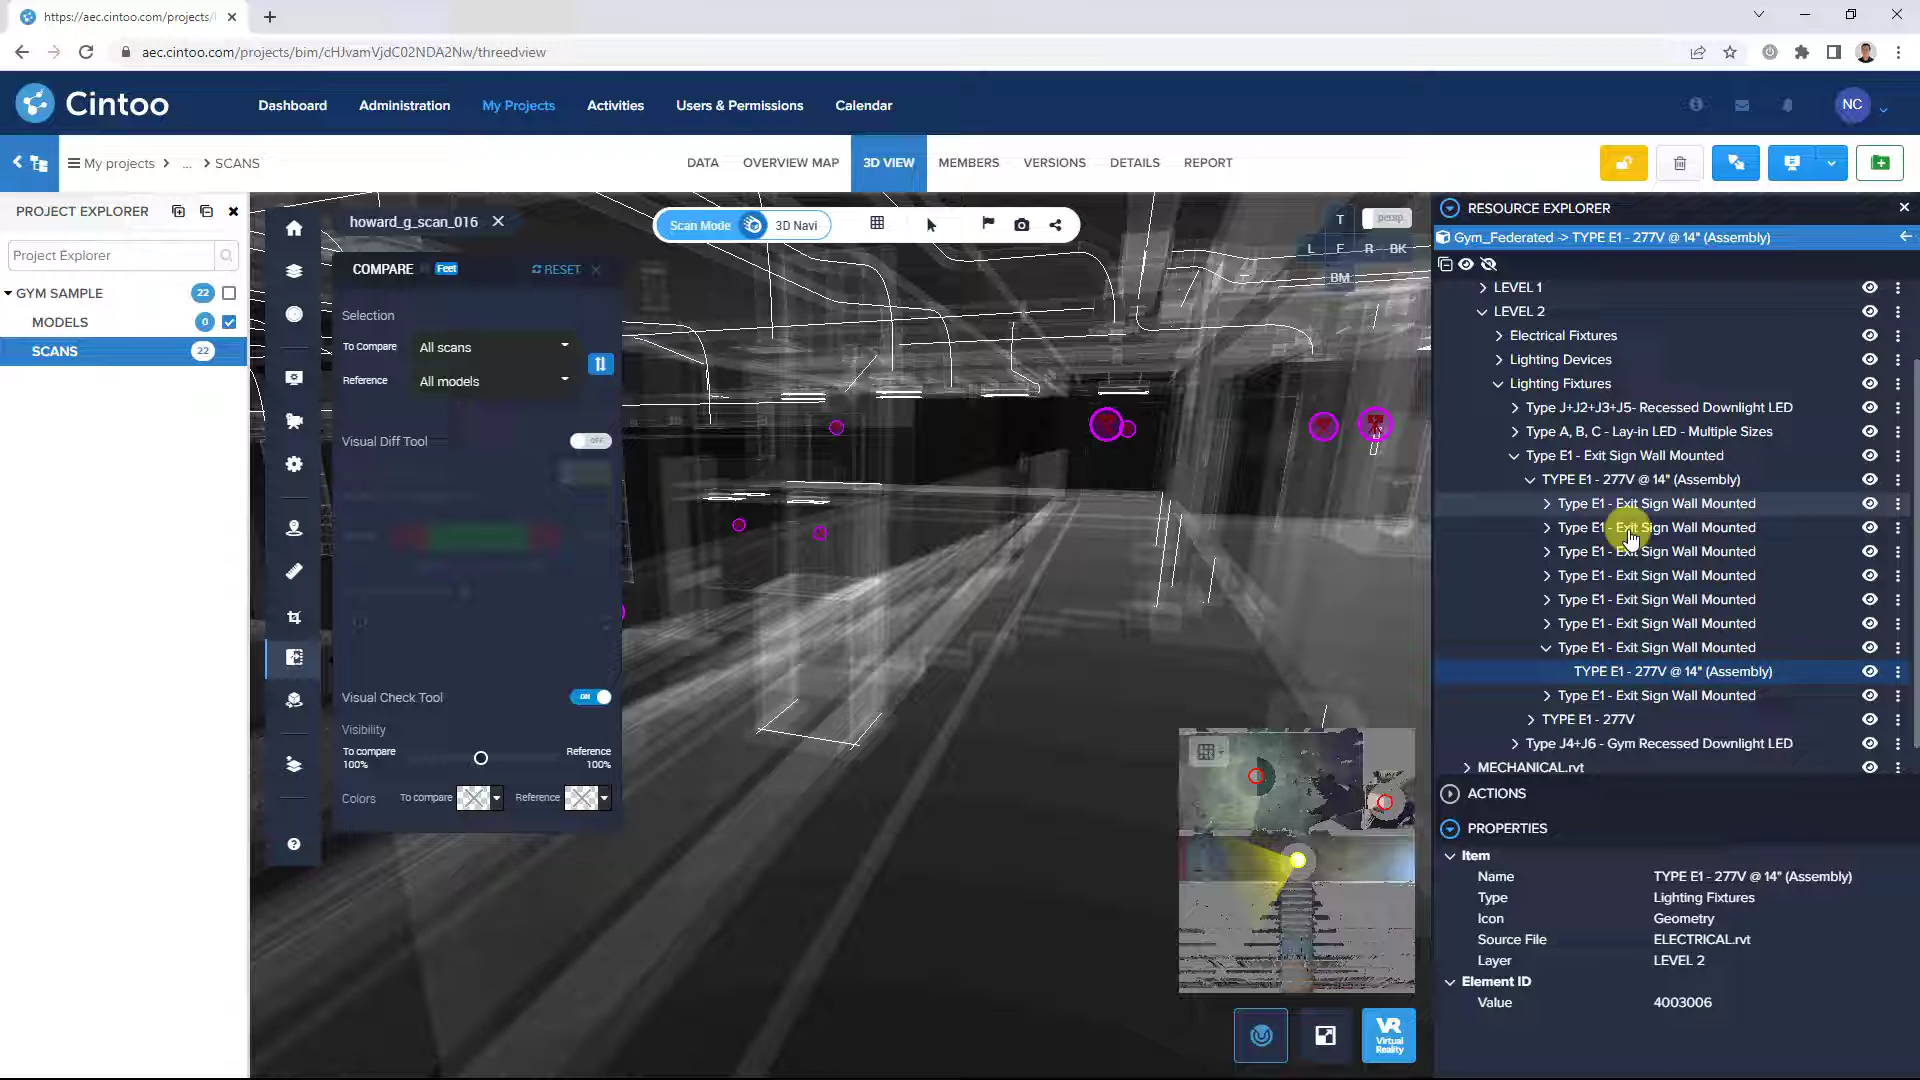 https://aec.cintoo.com/projects/
aec.cintoo.com/projects/bim/cHJvamVjdC02NDA2Nw/threedview
Cintoo
Dashboard
Administration
My Projects
Activities
Users & Permissions
Calendar
NC
My projects > ... > SCANS
DATA
OVERVIEW MAP
3D VIEW
MEMBERS
VERSIONS
DETAILS
REPORT
PROJECT EXPLORER
Project Explorer
GYM SAMPLE 22
MODELS 0
SCANS 22
howard_g_scan_016
COMPARE Feet RESET
Selection
To Compare All scans
Reference All models
Visual Diff Tool OFF
Visual Check Tool ON
Visibility
To compare 100%
Reference 100%
Colors To compare Reference
Scan Mode 3D Navi
T persp
L F R BK
BM
VR
Virtual
Reality
RESOURCE EXPLORER
Gym_Federated -> TYPE E1 - 277V @ 14" (Assembly)
LEVEL 1
LEVEL 2
Electrical Fixtures
Lighting Devices
Lighting Fixtures
Type J+J2+J3+J5- Recessed Downlight LED
Type A, B, C - Lay-in LED - Multiple Sizes
Type E1 - Exit Sign Wall Mounted
TYPE E1 - 277V @ 14" (Assembly)
Type E1 - Exit Sign Wall Mounted
Type E1 - Exit Sign Wall Mounted
Type E1 - Exit Sign Wall Mounted
Type E1 - Exit Sign Wall Mounted
Type E1 - Exit Sign Wall Mounted
Type E1 - Exit Sign Wall Mounted
Type E1 - Exit Sign Wall Mounted
TYPE E1 - 277V @ 14" (Assembly)
Type E1 - Exit Sign Wall Mounted
TYPE E1 - 277V
Type J4+J6 - Gym Recessed Downlight LED
MECHANICAL.rvt
ACTIONS
PROPERTIES
Item
Name TYPE E1 - 277V @ 14" (Assembly)
Type Lighting Fixtures
Icon Geometry
Source File ELECTRICAL.rvt
Layer LEVEL 2
Element ID
Value 4003006